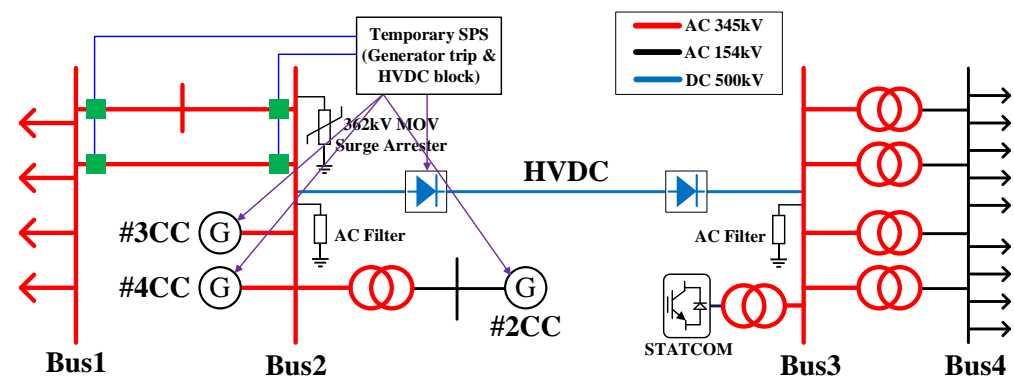 Temporary SPS
(Generator trip &
HVDC block)
AC 345kV
AC 154kV
DC 500kV
362kV MOV
Surge Arrester
HVDC
#3CC
G
AC Filter
AC Filter
#4CC
G
G
#2CC
STATCOM
Bus1
Bus2
Bus3
Bus4